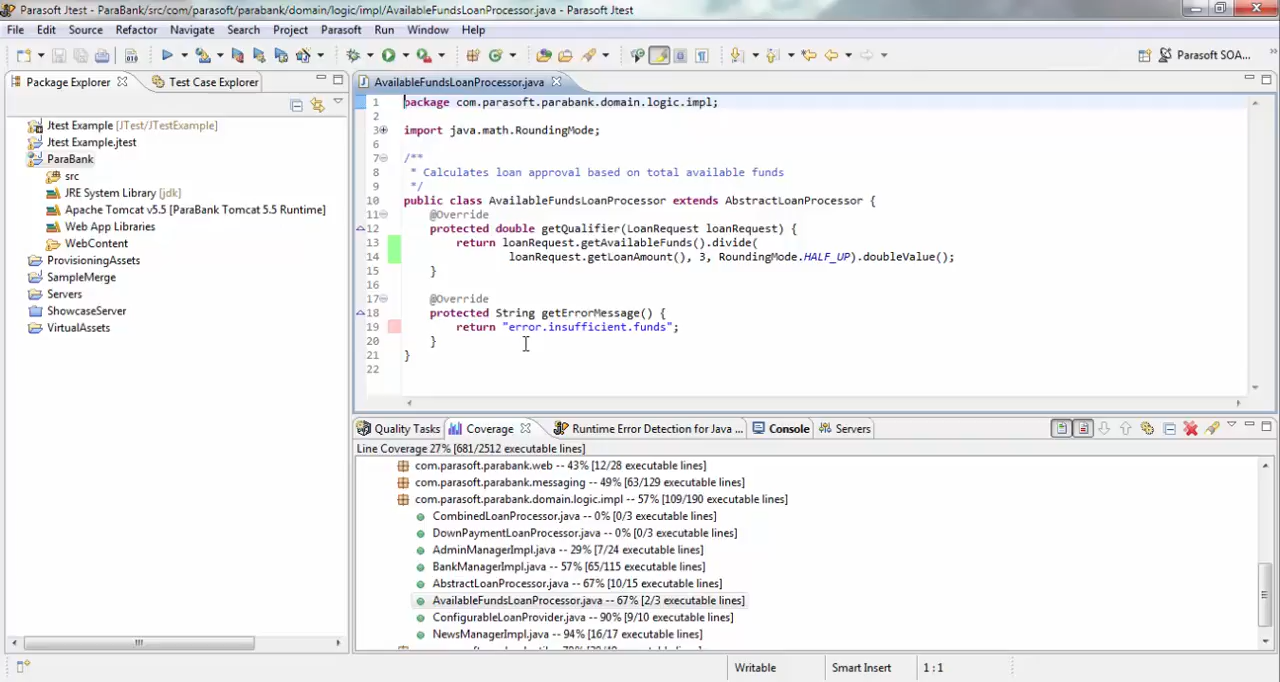 Parasoft Jtest - ParaBank/src/com/parasoft/parabank/domain/logic/impl/AvailableFundsLoanProcessor.java - Parasoft Jtest
File Edit Source Refactor Navigate Search Project Parasoft Run Window Help
Parasoft SOA...
Package Explorer Test Case Explorer
Jtest Example [JTest/JTestExample]
Jtest Example.jtest
ParaBank
src
JRE System Library [jdk]
Apache Tomcat v5.5 [ParaBank Tomcat 5.5 Runtime]
Web App Libraries
WebContent
ProvisioningAssets
SampleMerge
Servers
ShowcaseServer
VirtualAssets
AvailableFundsLoanProcessor.java
1 package com.parasoft.parabank.domain.logic.impl;
2
3 import java.math.RoundingMode;
6
7 /**
8 * Calculates loan approval based on total available funds
9 */
10 public class AvailableFundsLoanProcessor extends AbstractLoanProcessor {
11 @Override
12 protected double getQualifier(LoanRequest loanRequest) {
13 return loanRequest.getAvailableFunds().divide(
14 loanRequest.getLoanAmount(), 3, RoundingMode.HALF_UP).doubleValue();
15 }
16
17 @Override
18 protected String getErrorMessage() {
19 return "error.insufficient.funds";
20 }
21 }
22
Quality Tasks Coverage Runtime Error Detection for Java ... Console Servers
Line Coverage 27% [681/2512 executable lines]
com.parasoft.parabank.web -- 43% [12/28 executable lines]
com.parasoft.parabank.messaging -- 49% [63/129 executable lines]
com.parasoft.parabank.domain.logic.impl -- 57% [109/190 executable lines]
CombinedLoanProcessor.java -- 0% [0/3 executable lines]
DownPaymentLoanProcessor.java -- 0% [0/3 executable lines]
AdminManagerImpl.java -- 29% [7/24 executable lines]
BankManagerImpl.java -- 57% [65/115 executable lines]
AbstractLoanProcessor.java -- 67% [10/15 executable lines]
AvailableFundsLoanProcessor.java -- 67% [2/3 executable lines]
ConfigurableLoanProvider.java -- 90% [9/10 executable lines]
NewsManagerImpl.java -- 94% [16/17 executable lines]
Writable Smart Insert 1 : 1